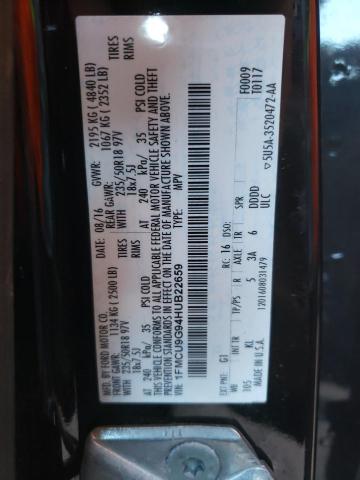 MFD. BY FORD MOTOR CO.
DATE: 08/16
GVWR: 2195 KG ( 4840 LB)
FRONT GAWR: 1134 KG ( 2500 LB)
REAR GAWR: 1067 KG ( 2352 LB)
WITH
235/50R18 97V
TIRES
WITH
235/50R18 97V
TIRES
18x7.5J
RIMS
18x7.5J
RIMS
AT 240 kPa/ 35 PSI COLD
AT 240 kPa/ 35 PSI COLD
THIS VEHICLE CONFORMS TO ALL APPLICABLE FEDERAL MOTOR VEHICLE SAFETY AND THEFT PREVENTION STANDARDS IN EFFECT ON THE DATE OF MANUFACTURE SHOWN ABOVE.
VIN: 1FMCU9G94HUB22659
TYPE: MPV
F0009
T0117
EXT PNT: G1
RC: 16
DSO:
WB
TP/PS
R
AXLE
TR
SPR
105
KL
5
3A
6
DDDD
MADE IN U.S.A.
ULC
1201608031479
5U5A-3520472-AA